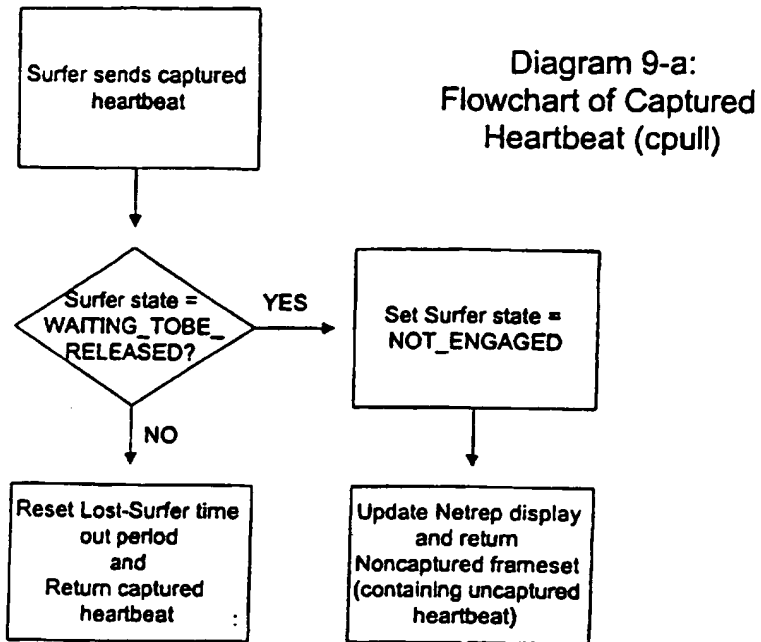 Diagram 9-a:
Flowchart of Captured
Heartbeat (cpull)
Surfer sends captured
heartbeat
Surfer state =
WAITING_TOBE_
RELEASED?
YES
Set Surfer state =
NOT_ENGAGED
NO
Reset Lost-Surfer time
out period
and
Return captured
heartbeat
Update Netrep display
and return
Noncaptured frameset
(containing uncaptured
heartbeat)